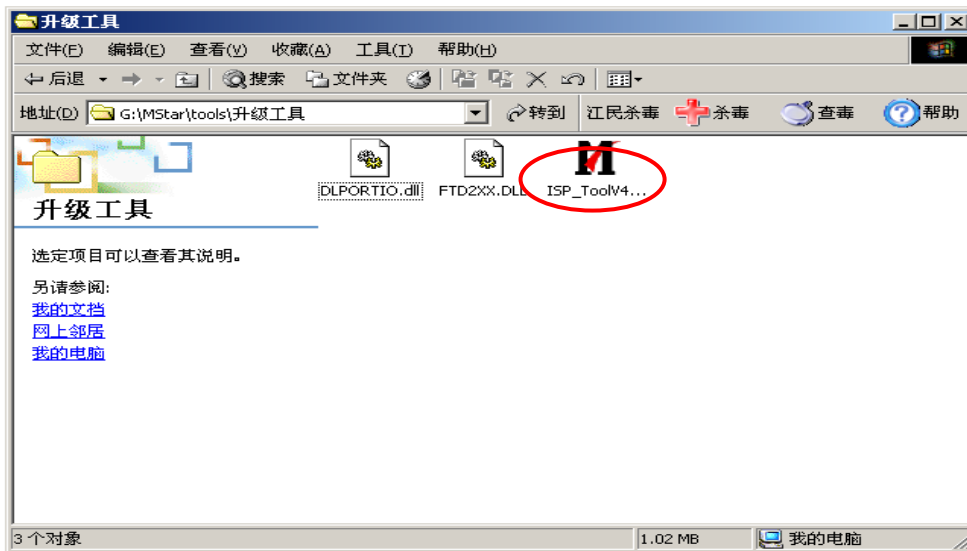 升级工具
文件(F) 编辑(E) 查看(V) 收藏(A) 工具(T) 帮助(H)
后退 搜索 文件夹
地址(D) G:\MStar\tools\升级工具 转到 江民杀毒 杀毒 查毒 帮助
DLPORTIO.dll FTD2XX.DLL ISP_ToolV4...
升级工具
选定项目可以查看其说明。
另请参阅:
我的文档
网上邻居
我的电脑
3 个对象 1.02 MB 我的电脑